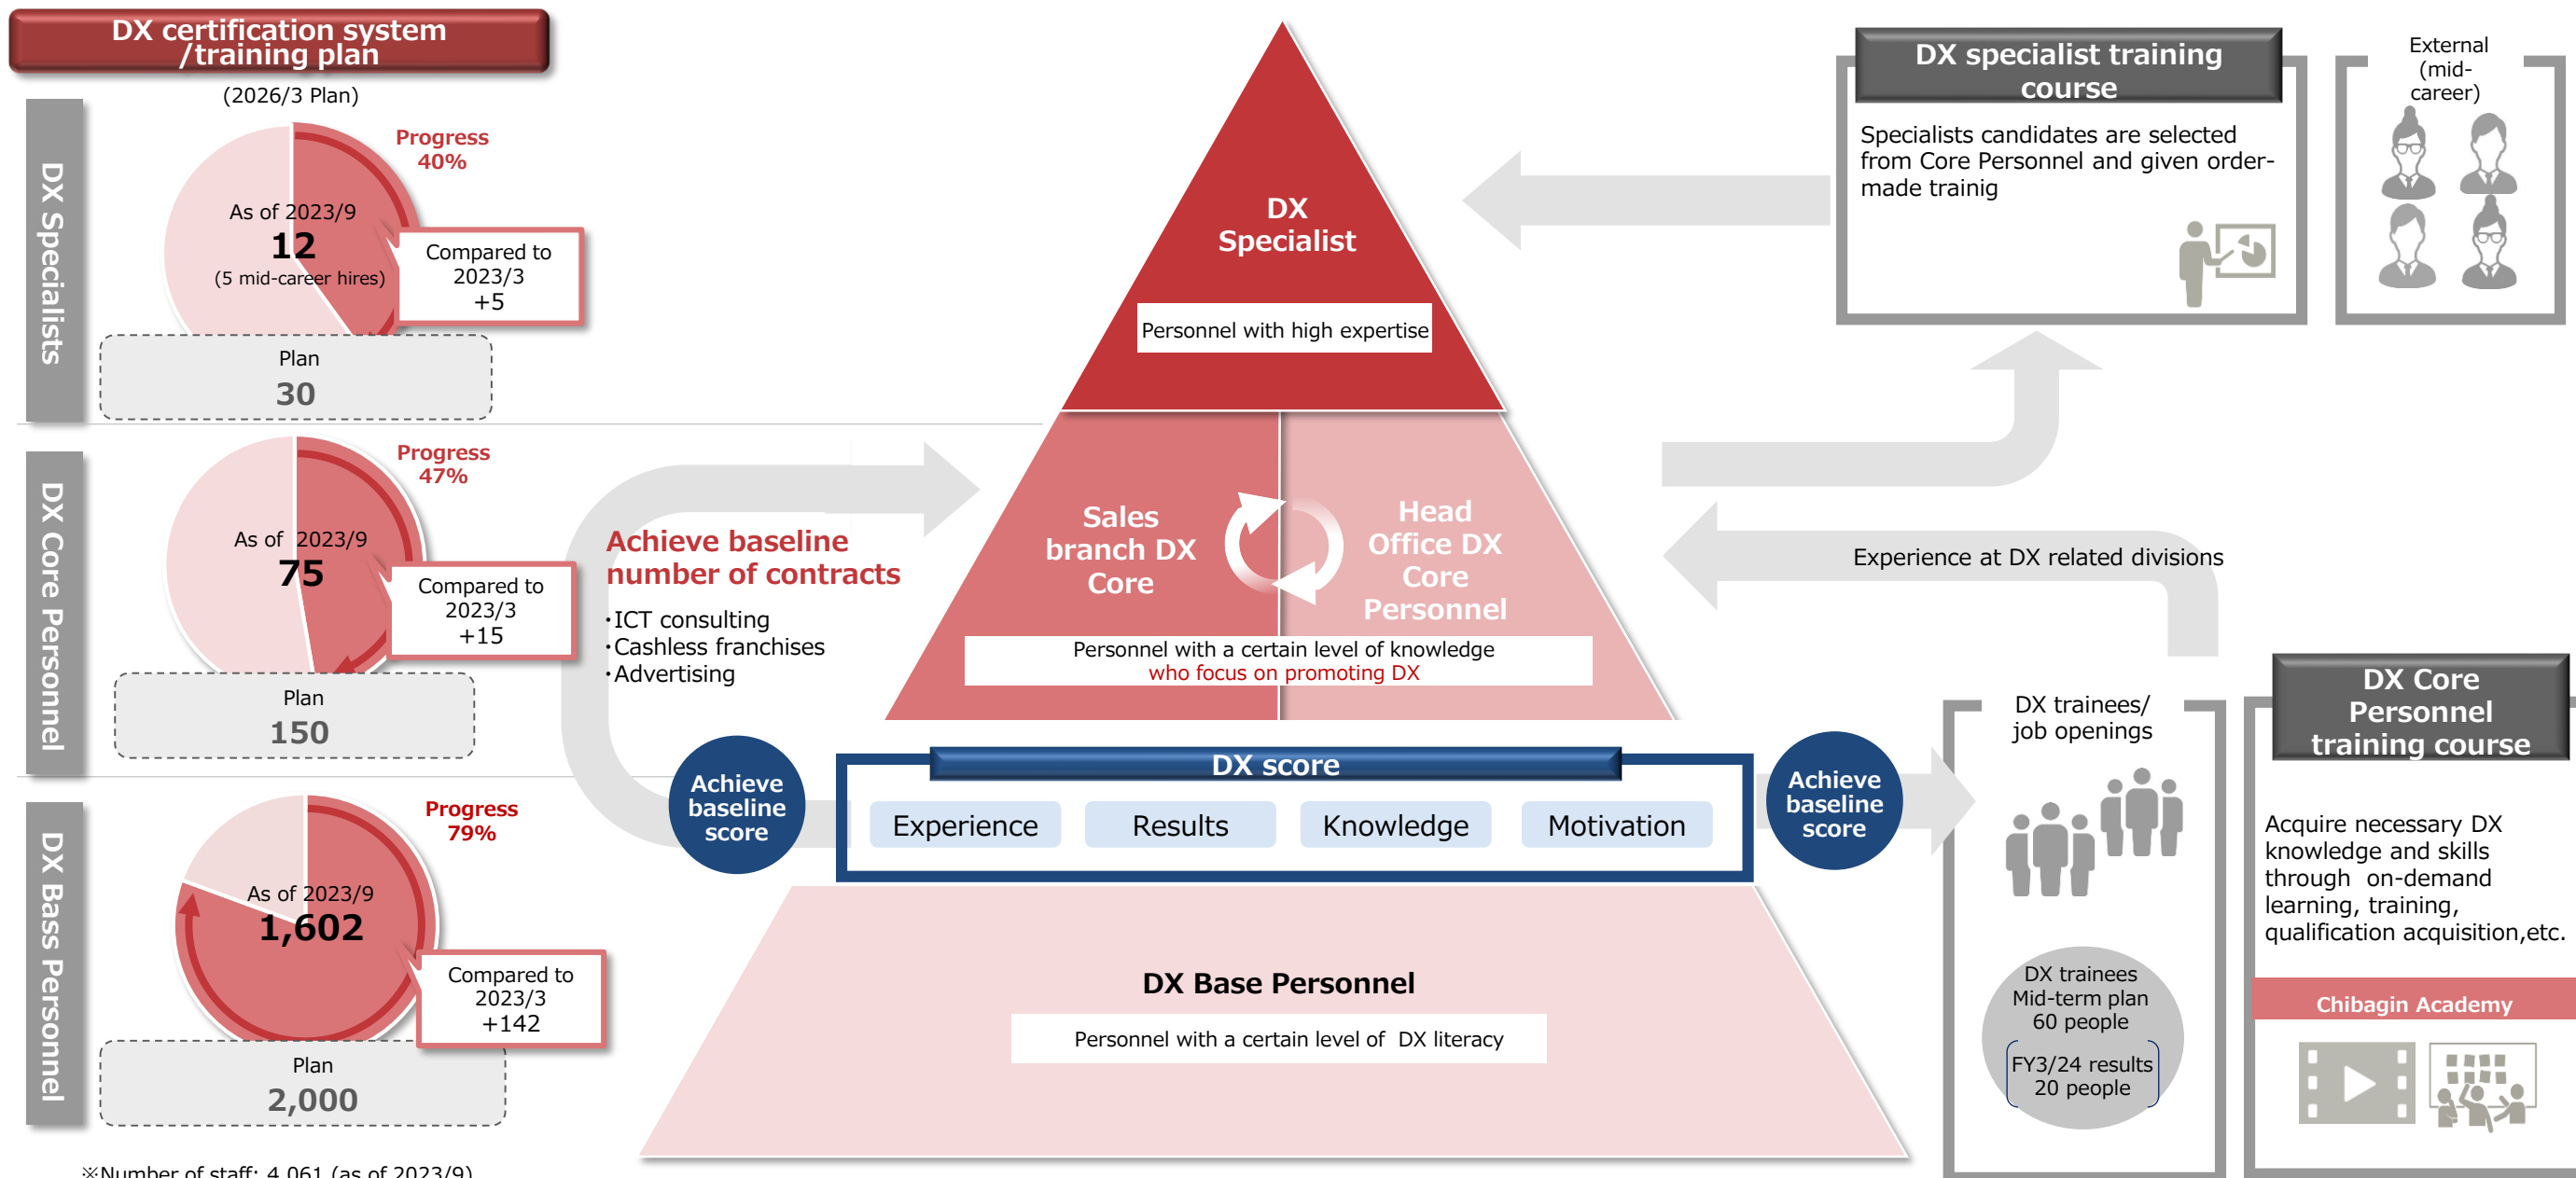 DX certification system
/training plan
(2026/3 Plan)
DX Specialists
Progress
40%
As of 2023/9
12
(5 mid-career hires)
Compared to
2023/3
+5
Plan
30
DX Core Personnel
Progress
47%
As of 2023/9
75
Compared to
2023/3
+15
Plan
150
DX Bass Personnel
Progress
79%
As of 2023/9
1,602
Compared to
2023/3
+142
Plan
2,000
※Number of staff: 4,061 (as of 2023/9)
Achieve baseline
number of contracts
・ICT consulting
・Cashless franchises
・Advertising
DX
Specialist
Personnel with high expertise
Sales
branch DX
Core
Head
Office DX
Core
Personnel
Personnel with a certain level of knowledge
who focus on promoting DX
Achieve
baseline
score
DX score
Experience
Results
Knowledge
Motivation
Achieve
baseline
score
DX Base Personnel
Personnel with a certain level of DX literacy
DX specialist training
course
Specialists candidates are selected
from Core Personnel and given order-
made trainig
External
(mid-
career)
Experience at DX related divisions
DX trainees/
job openings
DX trainees
Mid-term plan
60 people
FY3/24 results
20 people
DX Core
Personnel
training course
Acquire necessary DX
knowledge and skills
through on-demand
learning, training,
qualification acquisition,etc.
Chibagin Academy